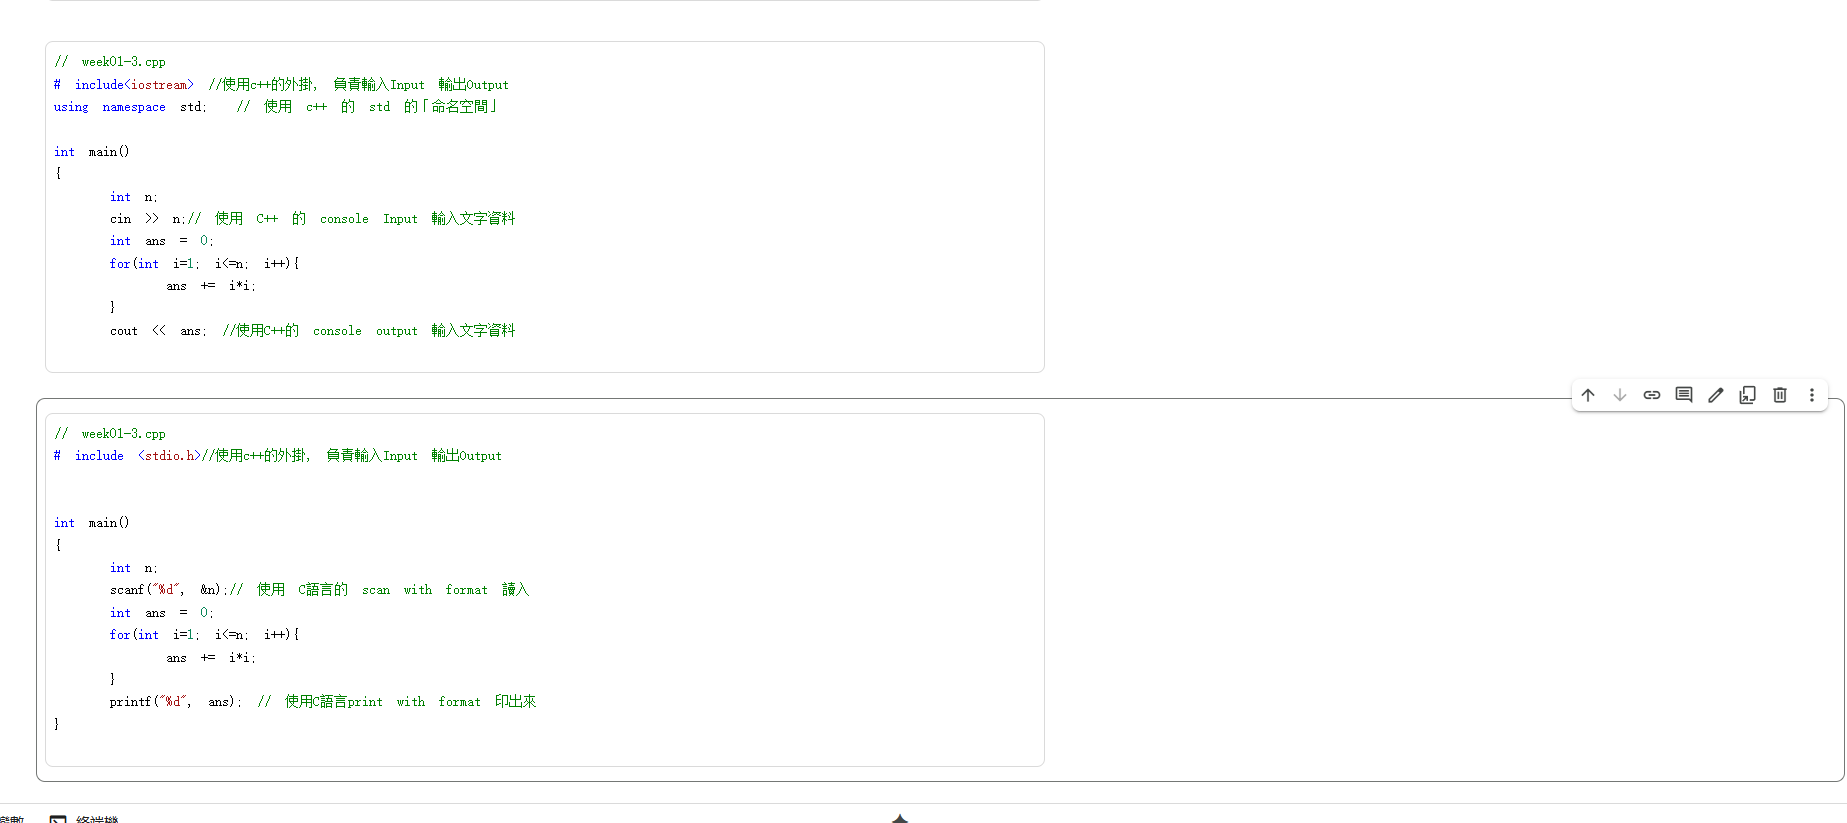 // week01-3.cpp
# include<iostream> //使用c++的外掛, 負責輸入Input 輸出Output
using namespace std; // 使用 c++ 的 std 的「命名空間」
int main()
{
int n;
cin >> n;// 使用 C++ 的 console Input 輸入文字資料
int ans = 0;
for(int i=1; i<=n; i++){
ans += i*i;
}
cout << ans; //使用C++的 console output 輸入文字資料
// week01-3.cpp
# include <stdio.h>//使用c++的外掛, 負責輸入Input 輸出Output
int main()
{
int n;
scanf("%d", &n);// 使用 C語言的 scan with format 讀入
int ans = 0;
for(int i=1; i<=n; i++){
ans += i*i;
}
printf("%d", ans); // 使用C語言print with format 印出來
}
變數 終端機